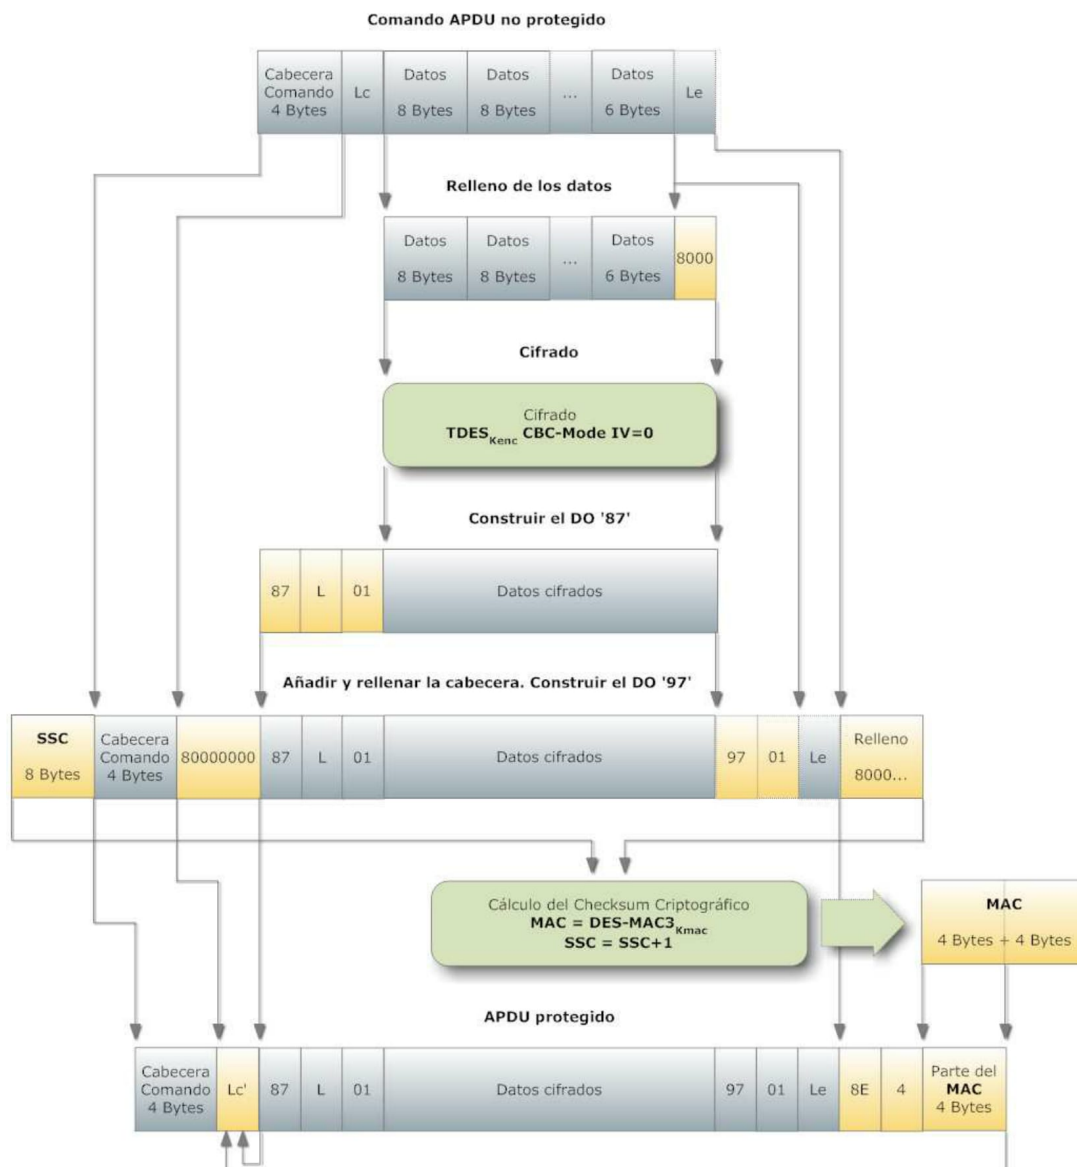 Comando APDU no protegido
Cabecera
Comando
4 Bytes
Lc
Datos
8 Bytes
Datos
8 Bytes
...
Datos
6 Bytes
Le
Relleno de los datos
Datos
8 Bytes
Datos
8 Bytes
...
Datos
6 Bytes
8000
Cifrado
Cifrado
TDESKenc CBC-Mode IV=0
Construir el DO '87'
87
L
01
Datos cifrados
Añadir y rellenar la cabecera. Construir el DO '97'
SSC
8 Bytes
Cabecera
Comando
4 Bytes
80000000
87
L
01
Datos cifrados
97
01
Le
Relleno
8000...
Cálculo del Checksum Criptográfico
MAC = DES-MAC3Kmac
SSC = SSC+1
MAC
4 Bytes + 4 Bytes
APDU protegido
Cabecera
Comando
4 Bytes
Lc'
87
L
01
Datos cifrados
97
01
Le
8E
4
Parte del
MAC
4 Bytes